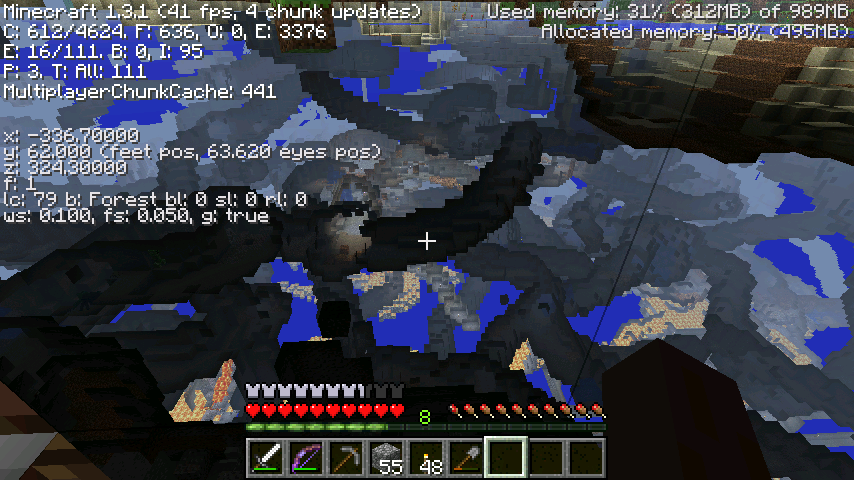 Minecraft 1.3.1 (41 fps, 4 chunk updates)
Used memory: 31% (312MB) of 989MB
C: 612/4624, F: 636, O: 0, E: 3376
Allocated memory: 50% (495MB)
E: 16/111, B: 0, I: 95
P: 3, T: All: 111
MultiplayerChunkCache: 441
x: -336.70000
y: 62.000 (feet pos, 63.620 eyes pos)
z: 324.30000
f: 1
lc: 79 b: Forest bl: 0 sl: 0 rl: 0
ws: 0.100, fs: 0.050, g: true
8
55
48